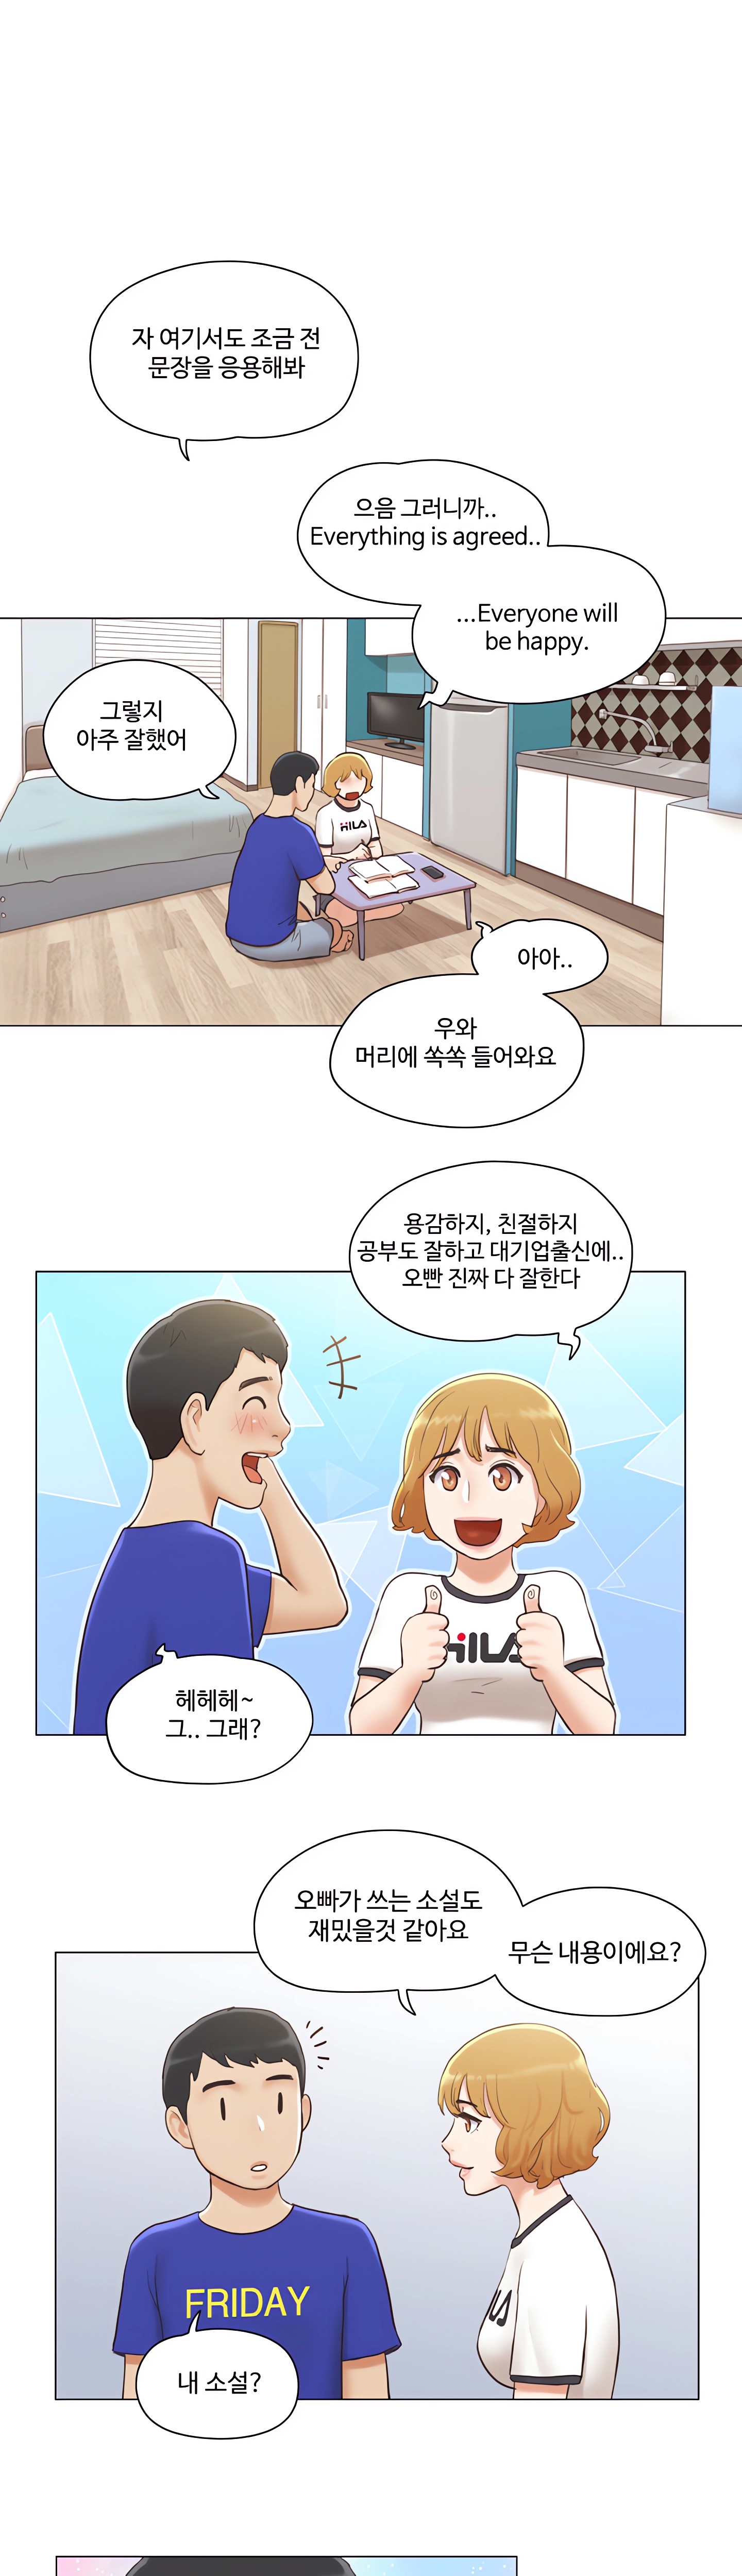 자 여기서도 조금 전
문장을 응용해봐
으음 그러니까..
Everything is agreed..
...Everyone will
be happy.
그렇지
아주 잘했어
HILA
아아..
우와
머리에 쏙쏙 들어와요
용감하지, 친절하지
공부도 잘하고 대기업출신에..
오빤 진짜 다 잘한다
HILA
헤헤헤~
그.. 그래?
오빠가 쓰는 소설도
재밌을것 같아요
무슨 내용이에요?
FRIDAY
내 소설?